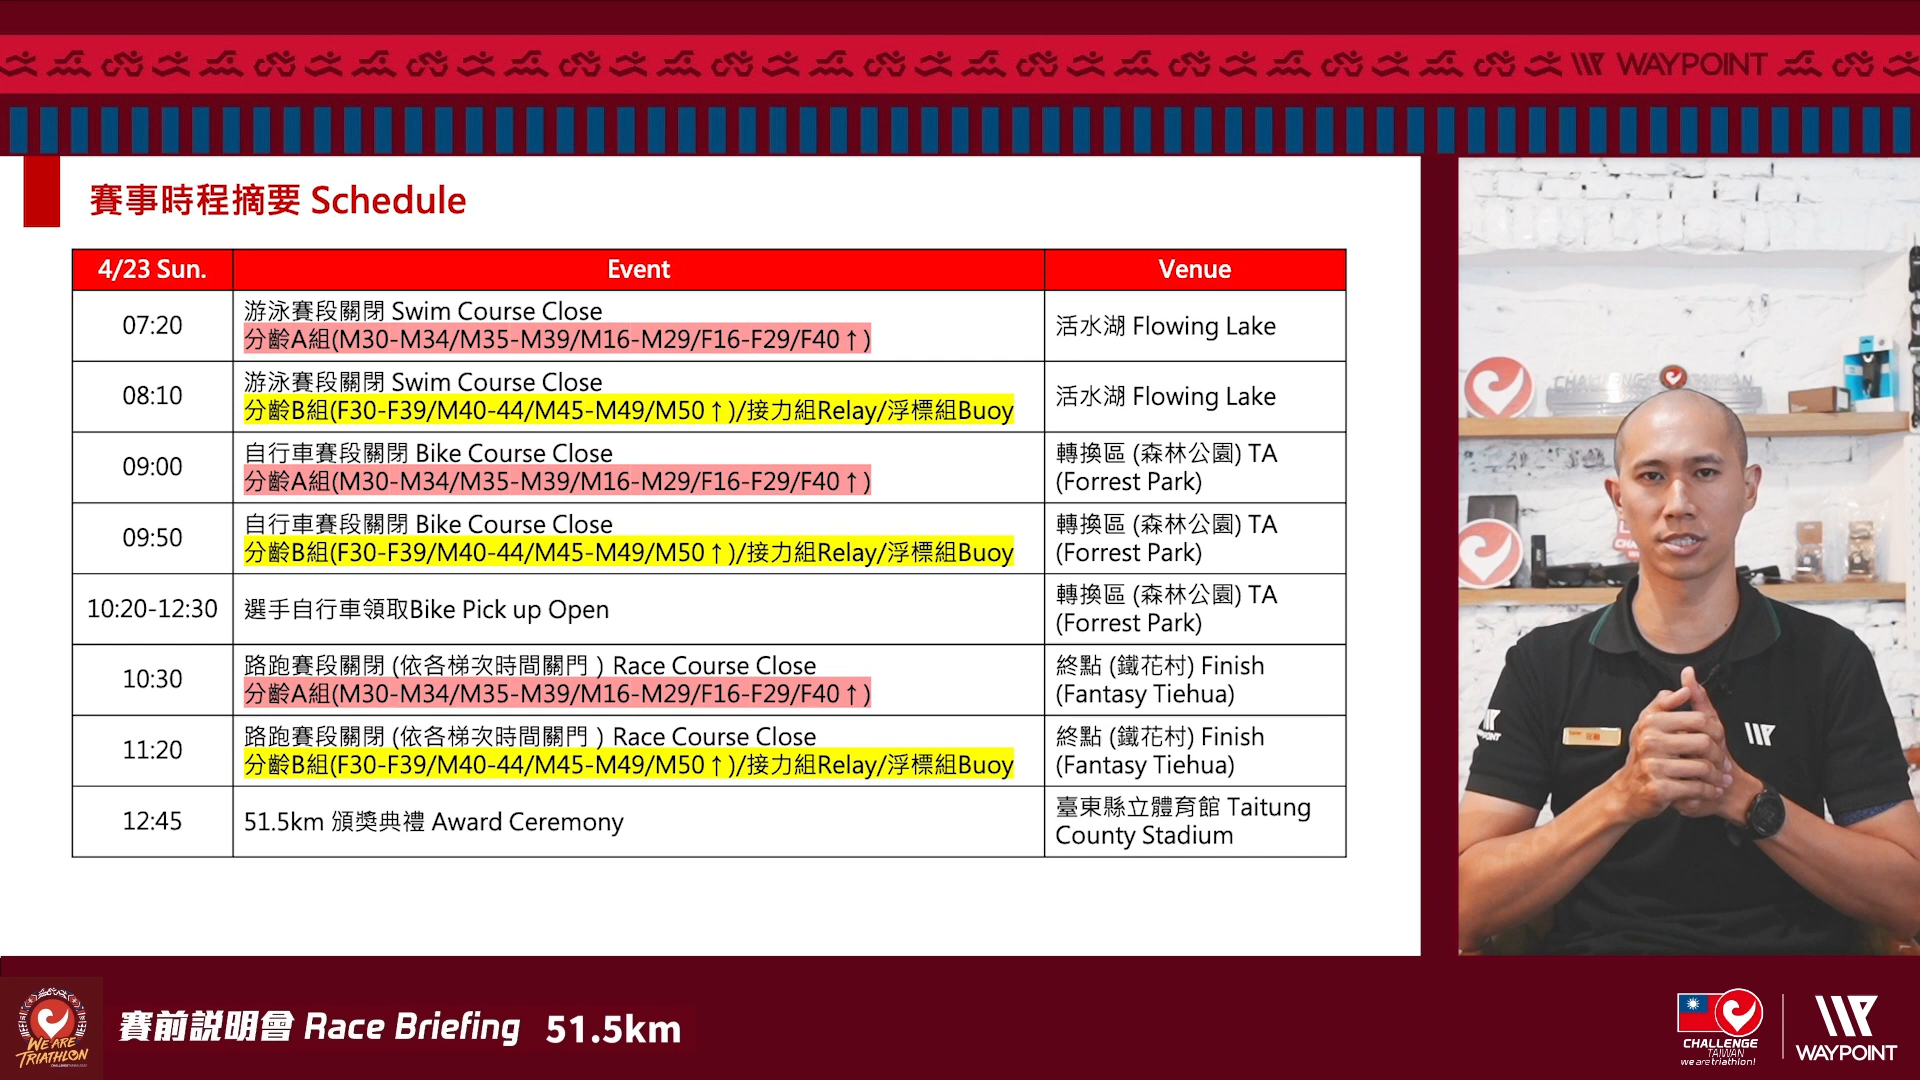 WAYPOINT
賽事時程摘要 Schedule
4/23 Sun.
Event
Venue
07:20
游泳賽段關閉 Swim Course Close
分齡A組(M30-M34/M35-M39/M16-M29/F16-F29/F40↑)
活水湖 Flowing Lake
08:10
游泳賽段關閉 Swim Course Close
分齡B組(F30-F39/M40-44/M45-M49/M50↑)/接力組Relay/浮標組Buoy
活水湖 Flowing Lake
09:00
自行車賽段關閉 Bike Course Close
分齡A組(M30-M34/M35-M39/M16-M29/F16-F29/F40↑)
轉換區 (森林公園) TA
(Forrest Park)
09:50
自行車賽段關閉 Bike Course Close
分齡B組(F30-F39/M40-44/M45-M49/M50↑)/接力組Relay/浮標組Buoy
轉換區 (森林公園) TA
(Forrest Park)
10:20-12:30
選手自行車領取Bike Pick up Open
轉換區 (森林公園) TA
(Forrest Park)
10:30
路跑賽段關閉 (依各梯次時間關門 ) Race Course Close
分齡A組(M30-M34/M35-M39/M16-M29/F16-F29/F40↑)
終點 (鐵花村) Finish
(Fantasy Tiehua)
11:20
路跑賽段關閉 (依各梯次時間關門 ) Race Course Close
分齡B組(F30-F39/M40-44/M45-M49/M50↑)/接力組Relay/浮標組Buoy
終點 (鐵花村) Finish
(Fantasy Tiehua)
12:45
51.5km 頒獎典禮 Award Ceremony
臺東縣立體育館 Taitung
County Stadium
CHALLENGE TAIWAN
WE ARE
TRIATHLON
賽前説明會 Race Briefing 51.5km
CHALLENGE
TAIWAN
we are triathlon!
WAYPOINT